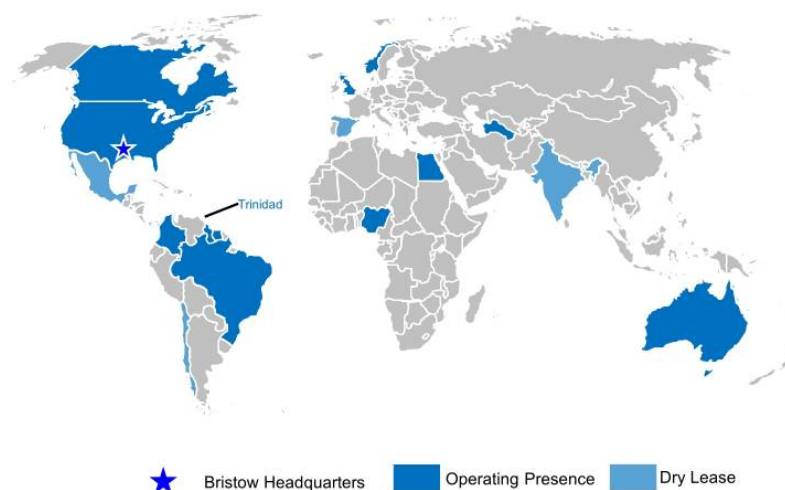 Trinidad
Bristow Headquarters
Operating Presence
Dry Lease